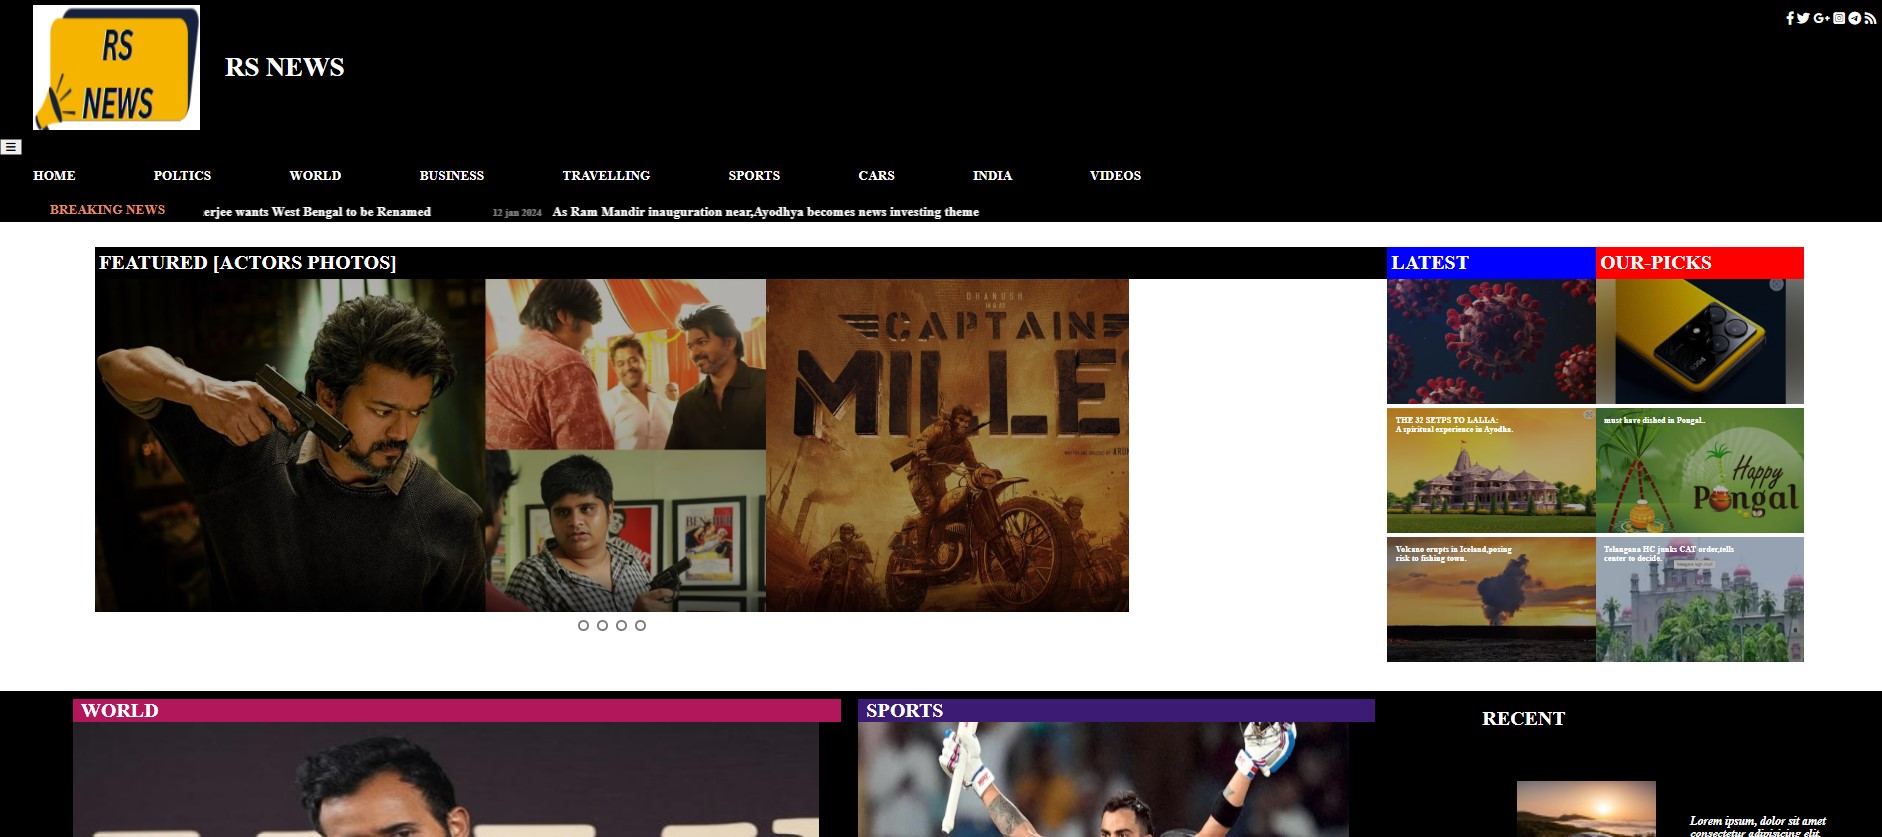 RS
NEWS
RS NEWS
HOME POLTICS WORLD BUSINESS TRAVELLING SPORTS CARS INDIA VIDEOS
BREAKING NEWS erjee wants West Bengal to be Renamed 12 jan 2024 As Ram Mandir inauguration near,Ayodhya becomes news investing theme
FEATURED [ACTORS PHOTOS]
LATEST
OUR-PICKS
DHANUSH
CAPTAIN
MILLE
THE 32 SETPS TO LALLA:
A spiritual experience in Ayodha.
must have dished in Pongal..
Happy
Pongal
Volcano erupts in Iceland,posing
risk to fishing town.
Telangana HC junks CAT order,tells
center to decide.
WORLD
SPORTS
RECENT
Lorem ipsum, dolor sit amet
consectetur adipisicing elit.